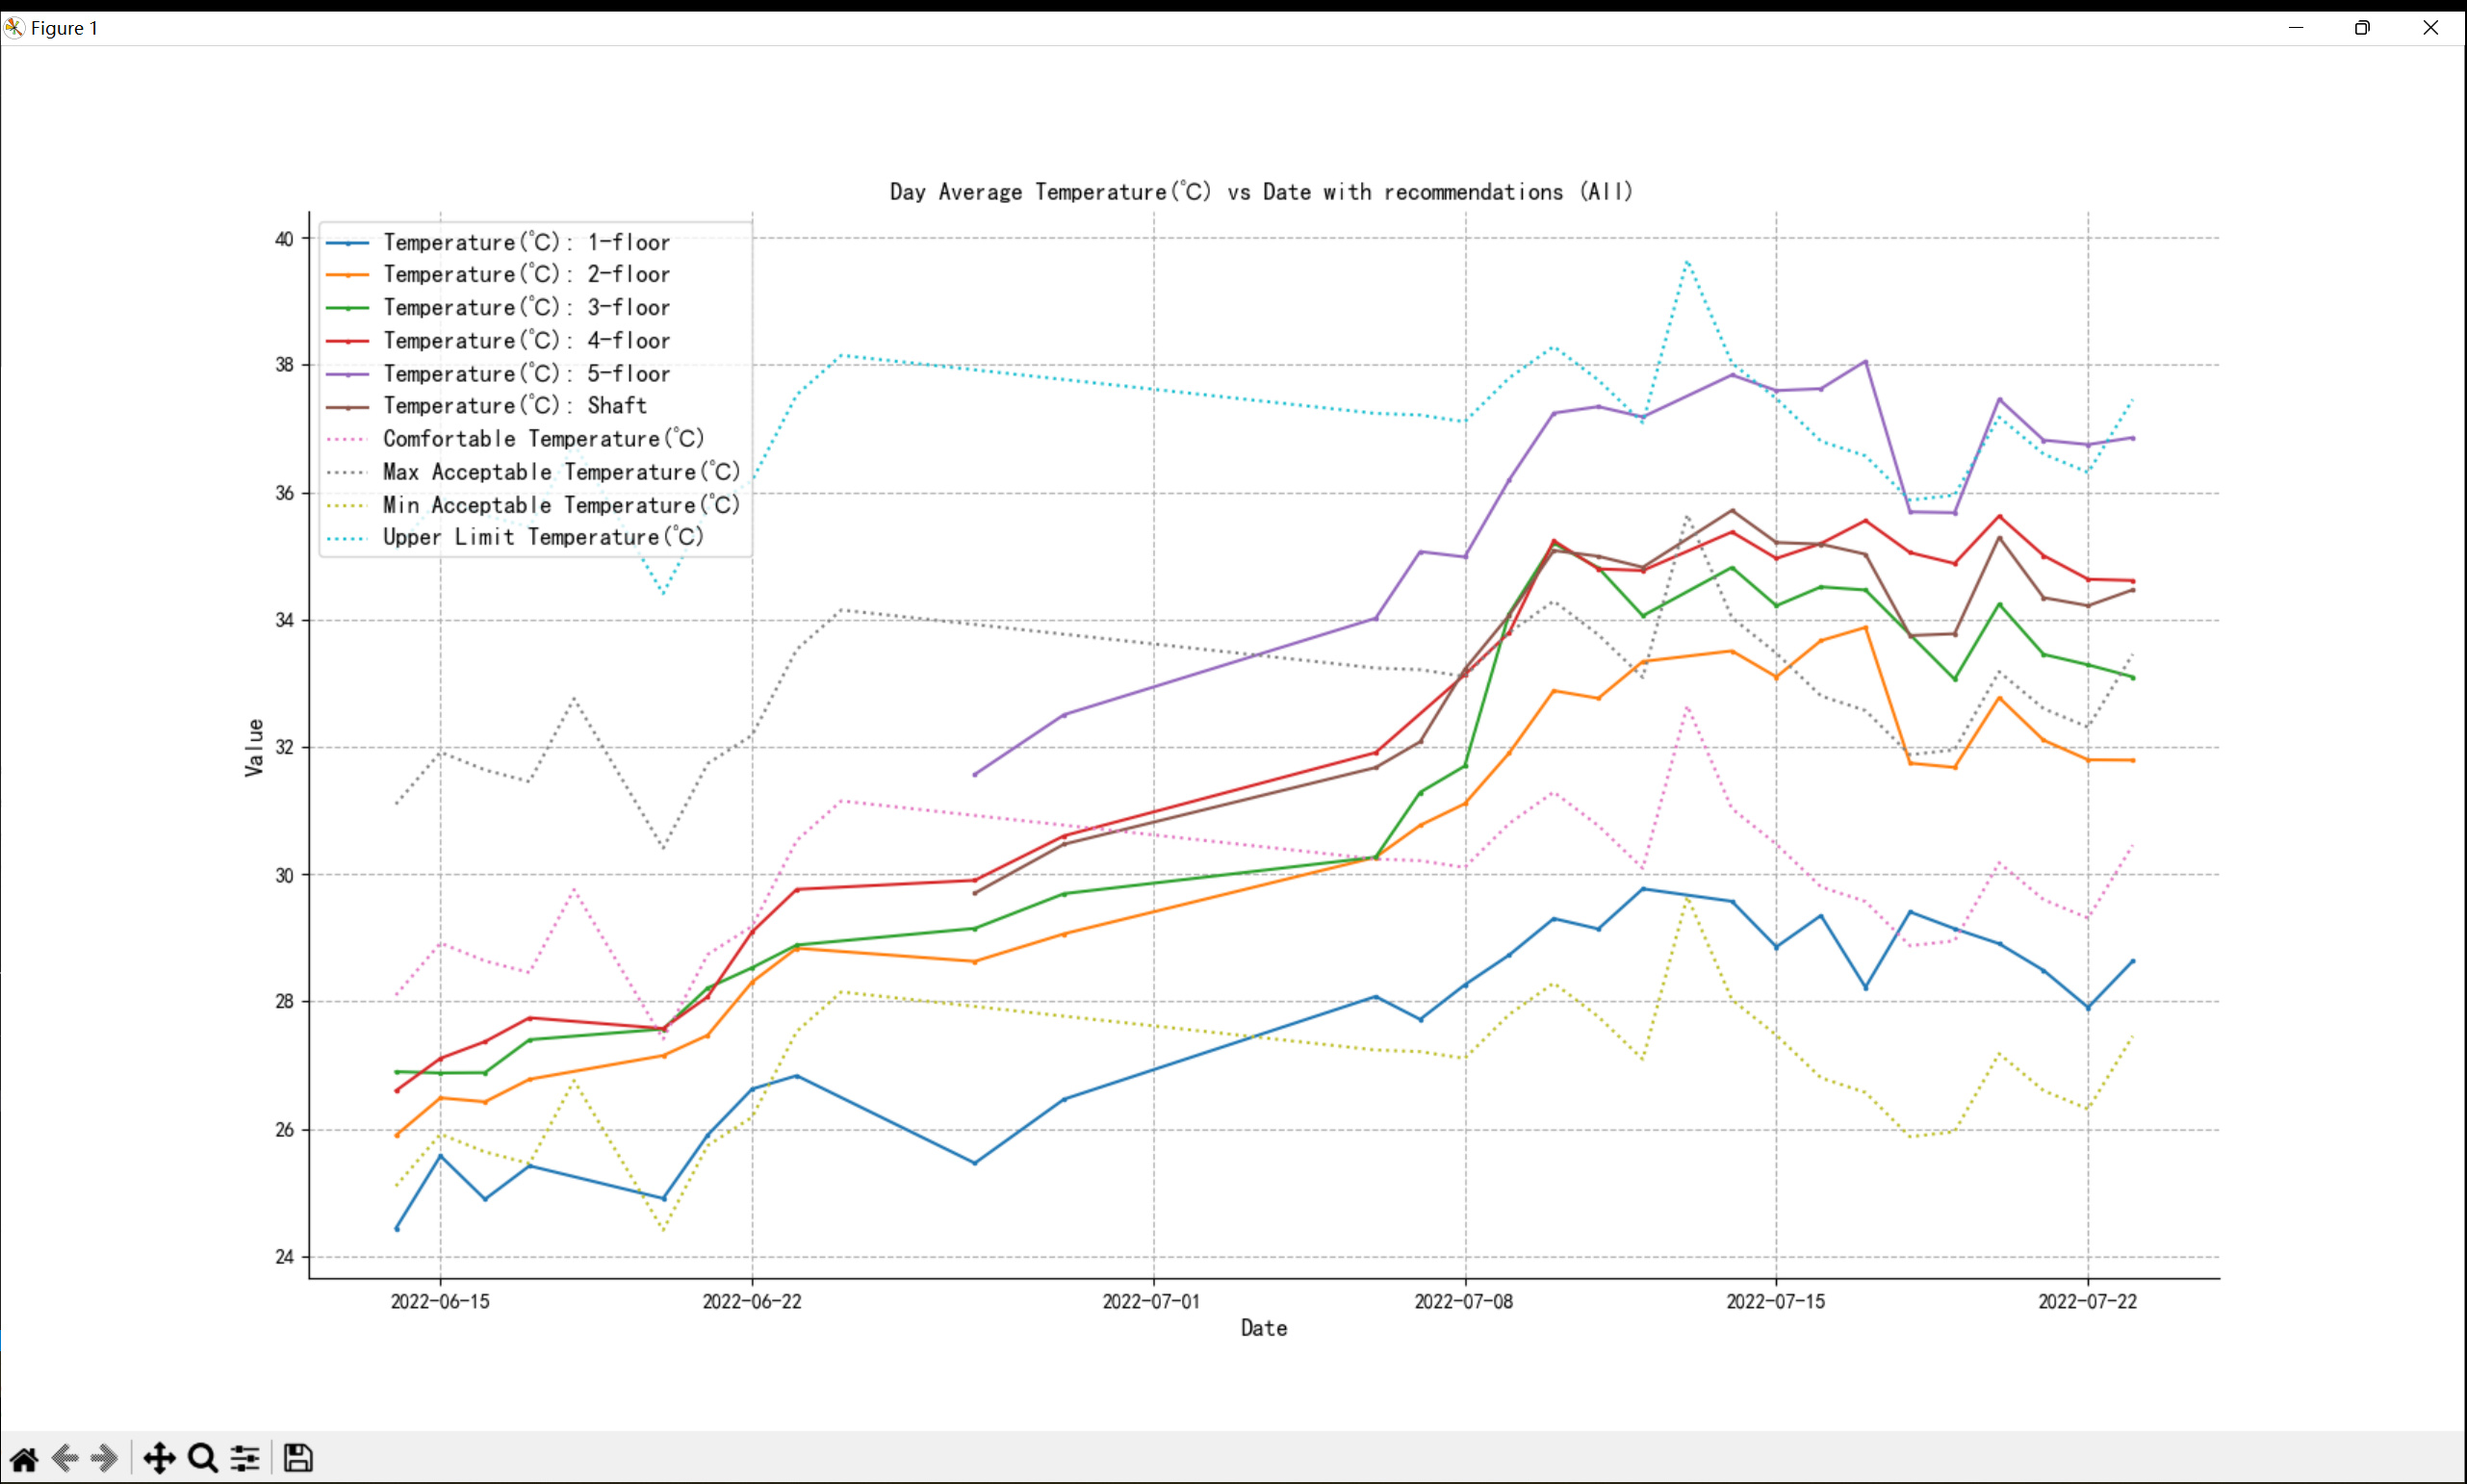 Figure 1
Day Average Temperature(℃) vs Date with recommendations (All)
Temperature(℃): 1-floor
Temperature(℃): 2-floor
Temperature(℃): 3-floor
Temperature(℃): 4-floor
Temperature(℃): 5-floor
Temperature(℃): Shaft
Comfortable Temperature(℃)
Max Acceptable Temperature(℃)
Min Acceptable Temperature(℃)
Upper Limit Temperature(℃)
40
38
36
34
32
30
28
26
24
Value
2022-06-15
2022-06-22
2022-07-01
2022-07-08
2022-07-15
2022-07-22
Date